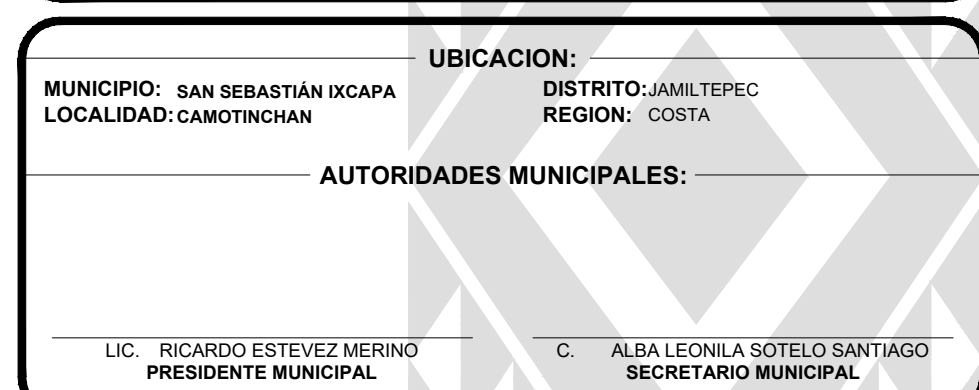 UBICACION:
MUNICIPIO: SAN SEBASTIÁN IXCAPA DISTRITO: JAMILTEPEC
LOCALIDAD: CAMOTINCHAN REGION: COSTA
AUTORIDADES MUNICIPALES:
LIC. RICARDO ESTEVEZ MERINO C. ALBA LEONILA SOTELO SANTIAGO
PRESIDENTE MUNICIPAL SECRETARIO MUNICIPAL